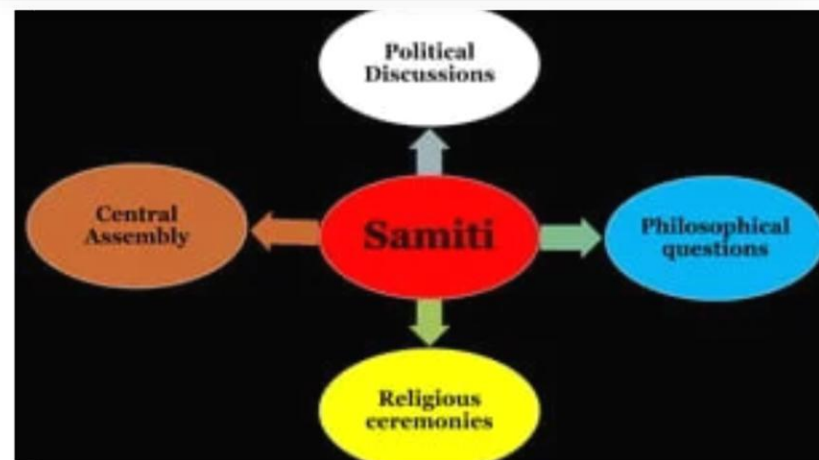 Political
Discussions
Central
Assembly
Samiti
Philosophical
questions
Religious
ceremonies